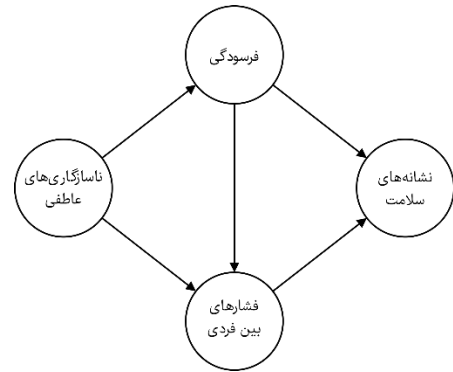 فرسودگی
نشانه‌های
سلامت
ناسازگاری‌های
عاطفی
فشارهای
بین فردی